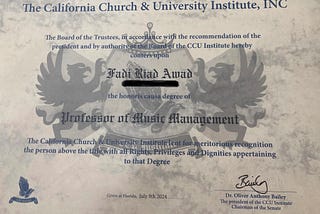 The California Church & University Institute, INC
The Board of the Trustees, in accordance with the recommendation of the
president and by authority of the Board of the CCU Institute hereby
confers upon
Fadi Riad Awad
the honoris causa degree of
Professor of Music Management
The California Church & University Institute for meritorious recognition
the person above the title with all Rights, Privileges and Dignities appertaining
to that Degree
Given at Florida, July 9th 2024
Dr. Oliver Anthony Bailey
The president of the CCU Institute
Chairman of the Senate